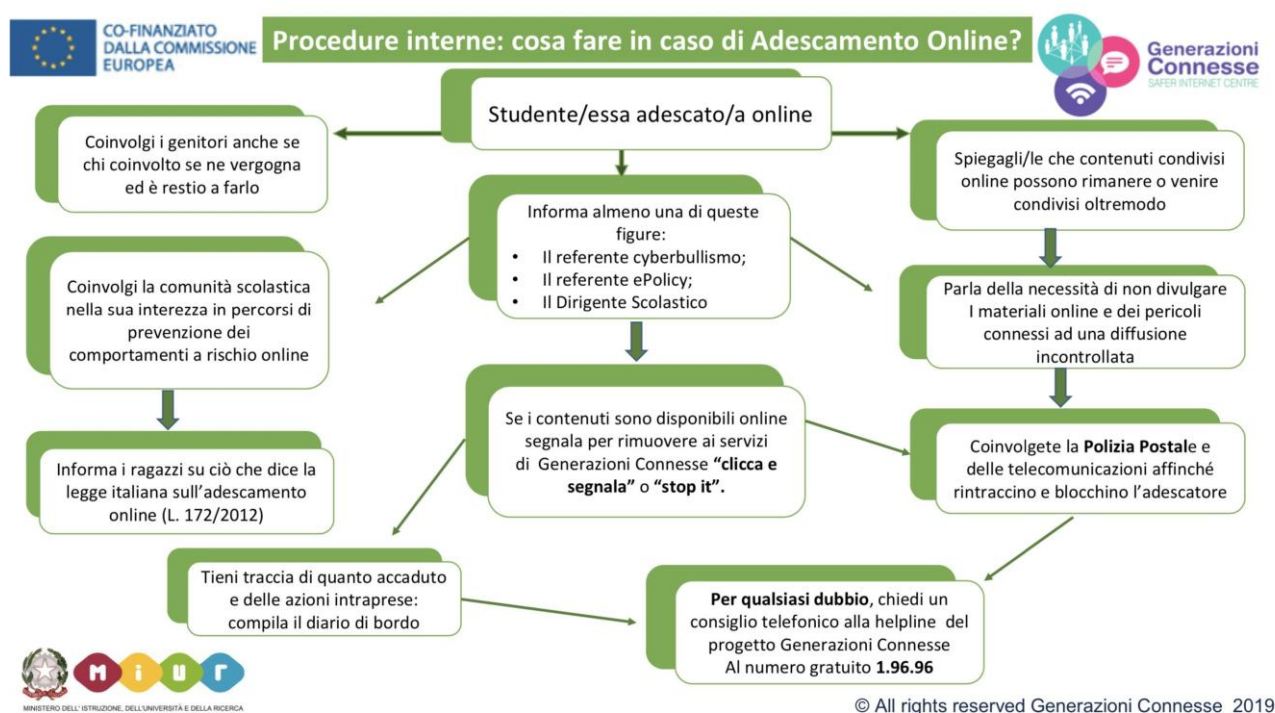 CO-FINANZIATO
DALLA COMMISSIONE
EUROPEA
Procedure interne: cosa fare in caso di Adescamento Online?
Generazioni
Connesse
SAFER INTERNET CENTRE
Studente/essa adescato/a online
Coinvolgi i genitori anche se
chi coinvolto se ne vergogna
ed è restio a farlo
Spiegagli/le che contenuti condivisi
online possono rimanere o venire
condivisi oltremodo
Informa almeno una di queste
figure:
• Il referente cyberbullismo;
• Il referente ePolicy;
• Il Dirigente Scolastico
Coinvolgi la comunità scolastica
nella sua interezza in percorsi di
prevenzione dei
comportamenti a rischio online
Parla della necessità di non divulgare
I materiali online e dei pericoli
connessi ad una diffusione
incontrollata
Se i contenuti sono disponibili online
segnala per rimuovere ai servizi
di Generazioni Connesse “clicca e
segnala” o “stop it”.
Informa i ragazzi su ciò che dice la
legge italiana sull’adescamento
online (L. 172/2012)
Coinvolgete la Polizia Postale e
delle telecomunicazioni affinché
rintraccino e blocchino l’adescatore
Tieni traccia di quanto accaduto
e delle azioni intraprese:
compila il diario di bordo
Per qualsiasi dubbio, chiedi un
consiglio telefonico alla helpline del
progetto Generazioni Connesse
Al numero gratuito 1.96.96
miur
MINISTERO DELL' ISTRUZIONE, DELL'UNIVERSITÀ E DELLA RICERCA
© All rights reserved Generazioni Connesse 2019